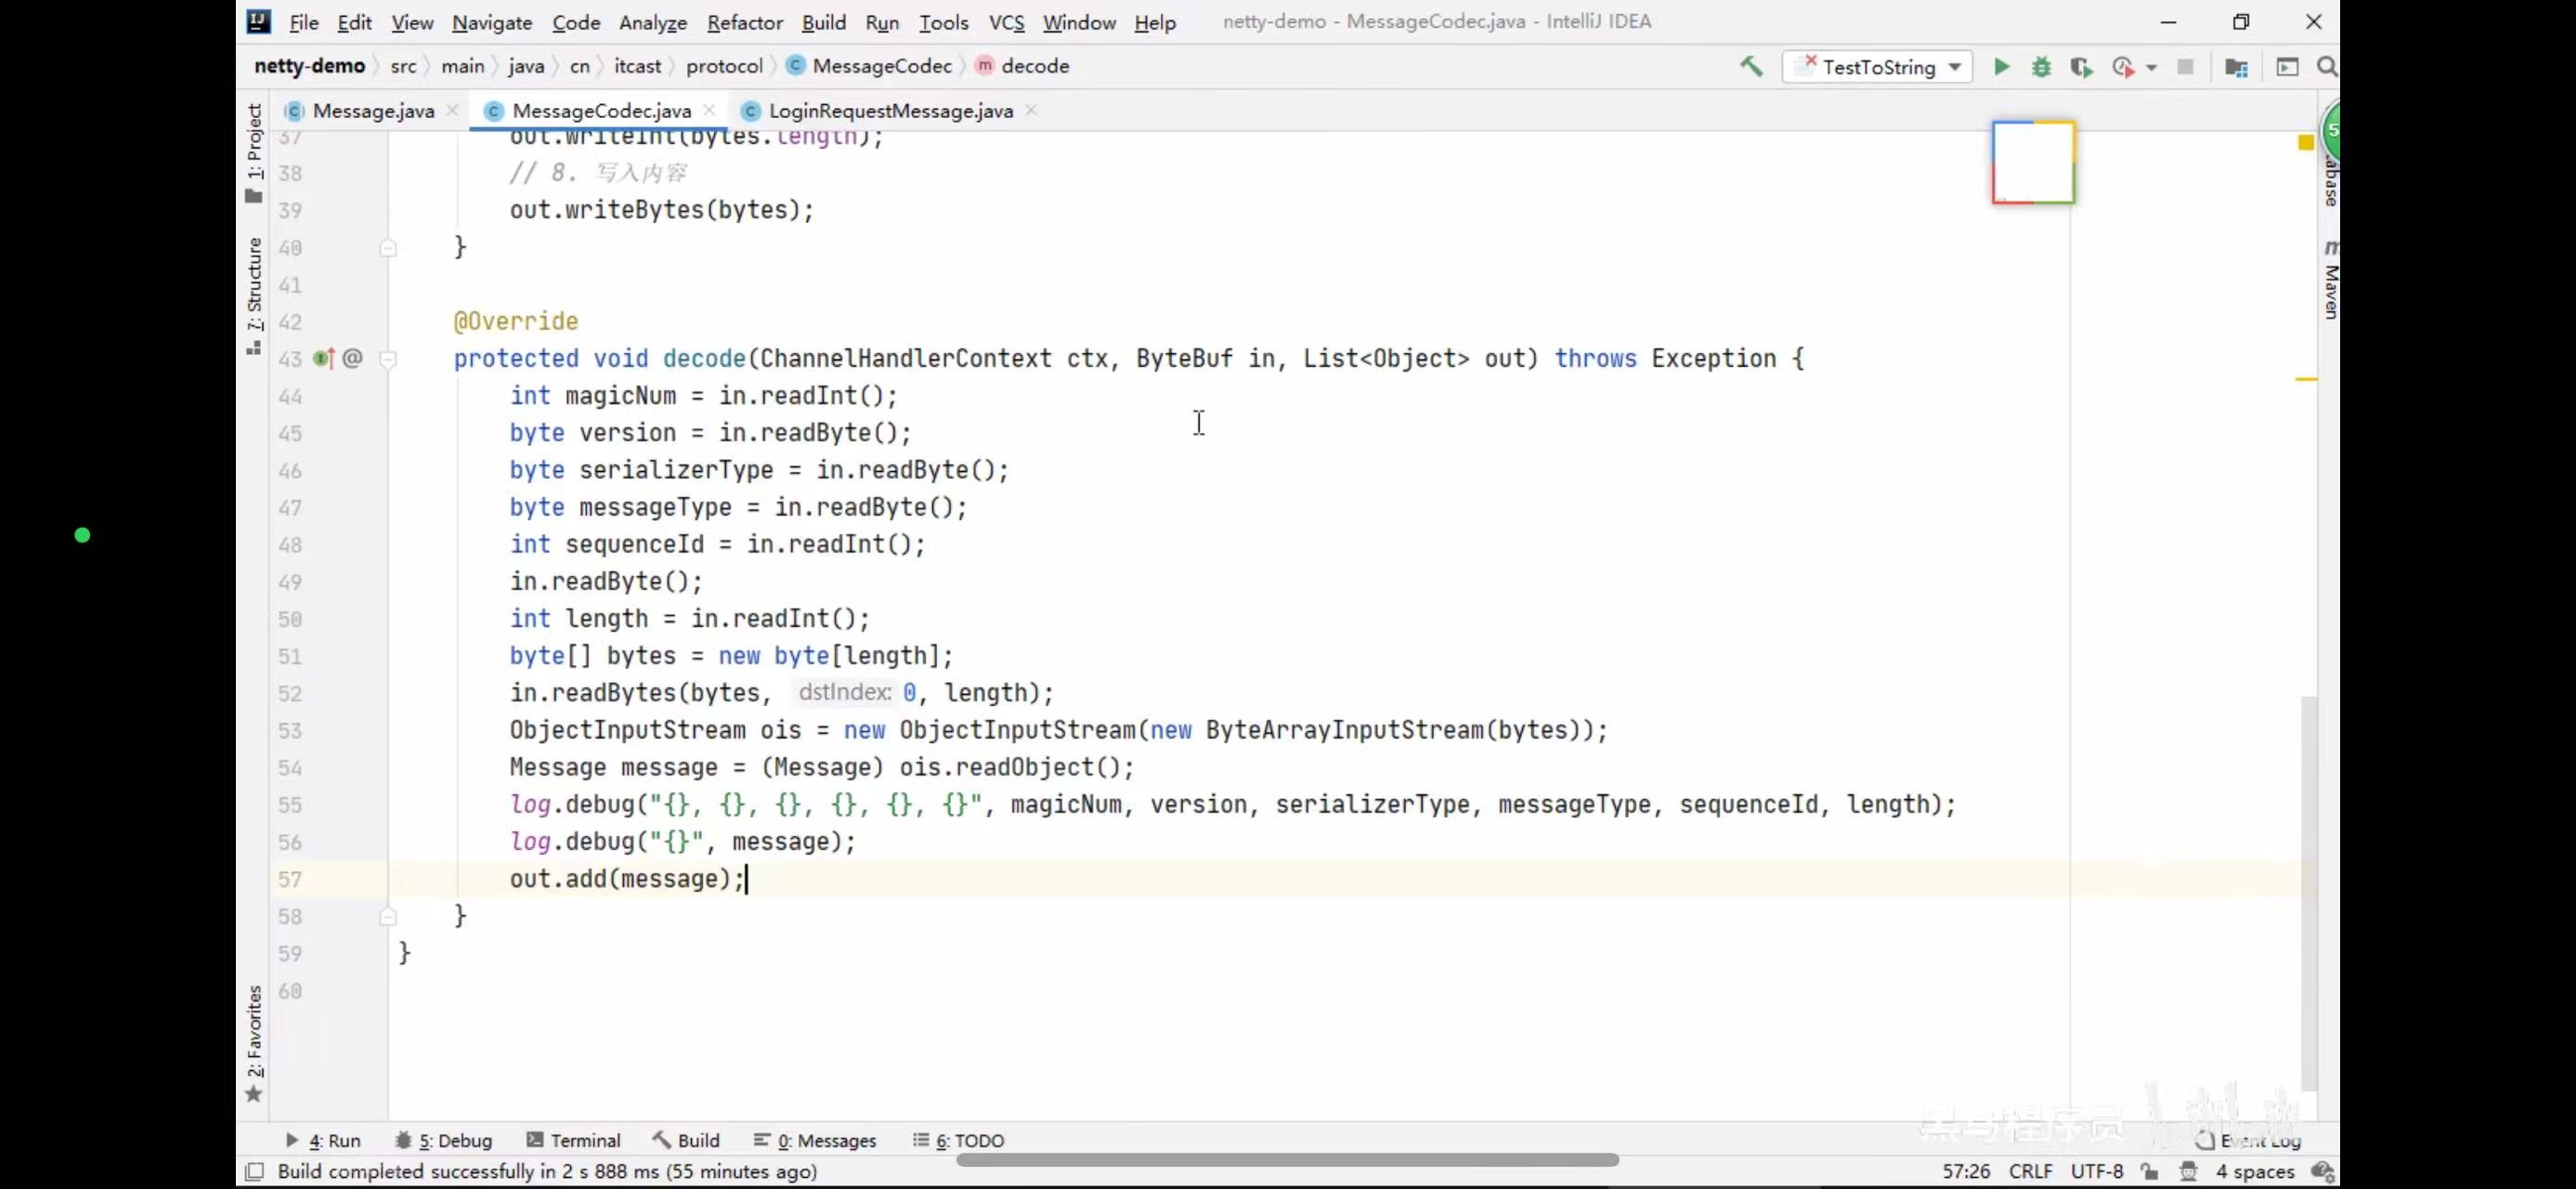 File Edit View Navigate Code Analyze Refactor Build Run Tools VCS Window Help netty-demo - MessageCodec.java - IntelliJ IDEA
netty-demo src main java cn itcast protocol MessageCodec decode TestToString
Message.java MessageCodec.java LoginRequestMessage.java
1: Project
7: Structure
2: Favorites
37 out.writeInt(bytes.length);
38 // 8. 写入内容
39 out.writeBytes(bytes);
40 }
41
42 @Override
43 protected void decode(ChannelHandlerContext ctx, ByteBuf in, List<Object> out) throws Exception {
44 int magicNum = in.readInt();
45 byte version = in.readByte();
46 byte serializerType = in.readByte();
47 byte messageType = in.readByte();
48 int sequenceId = in.readInt();
49 in.readByte();
50 int length = in.readInt();
51 byte[] bytes = new byte[length];
52 in.readBytes(bytes, dstIndex: 0, length);
53 ObjectInputStream ois = new ObjectInputStream(new ByteArrayInputStream(bytes));
54 Message message = (Message) ois.readObject();
55 log.debug("{}, {}, {}, {}, {}, {}", magicNum, version, serializerType, messageType, sequenceId, length);
56 log.debug("{}", message);
57 out.add(message);
58 }
59 }
60
Maven
黑马程序员
4: Run 5: Debug Terminal Build 0: Messages 6: TODO Event Log
Build completed successfully in 2 s 888 ms (55 minutes ago) 57:26 CRLF UTF-8 4 spaces